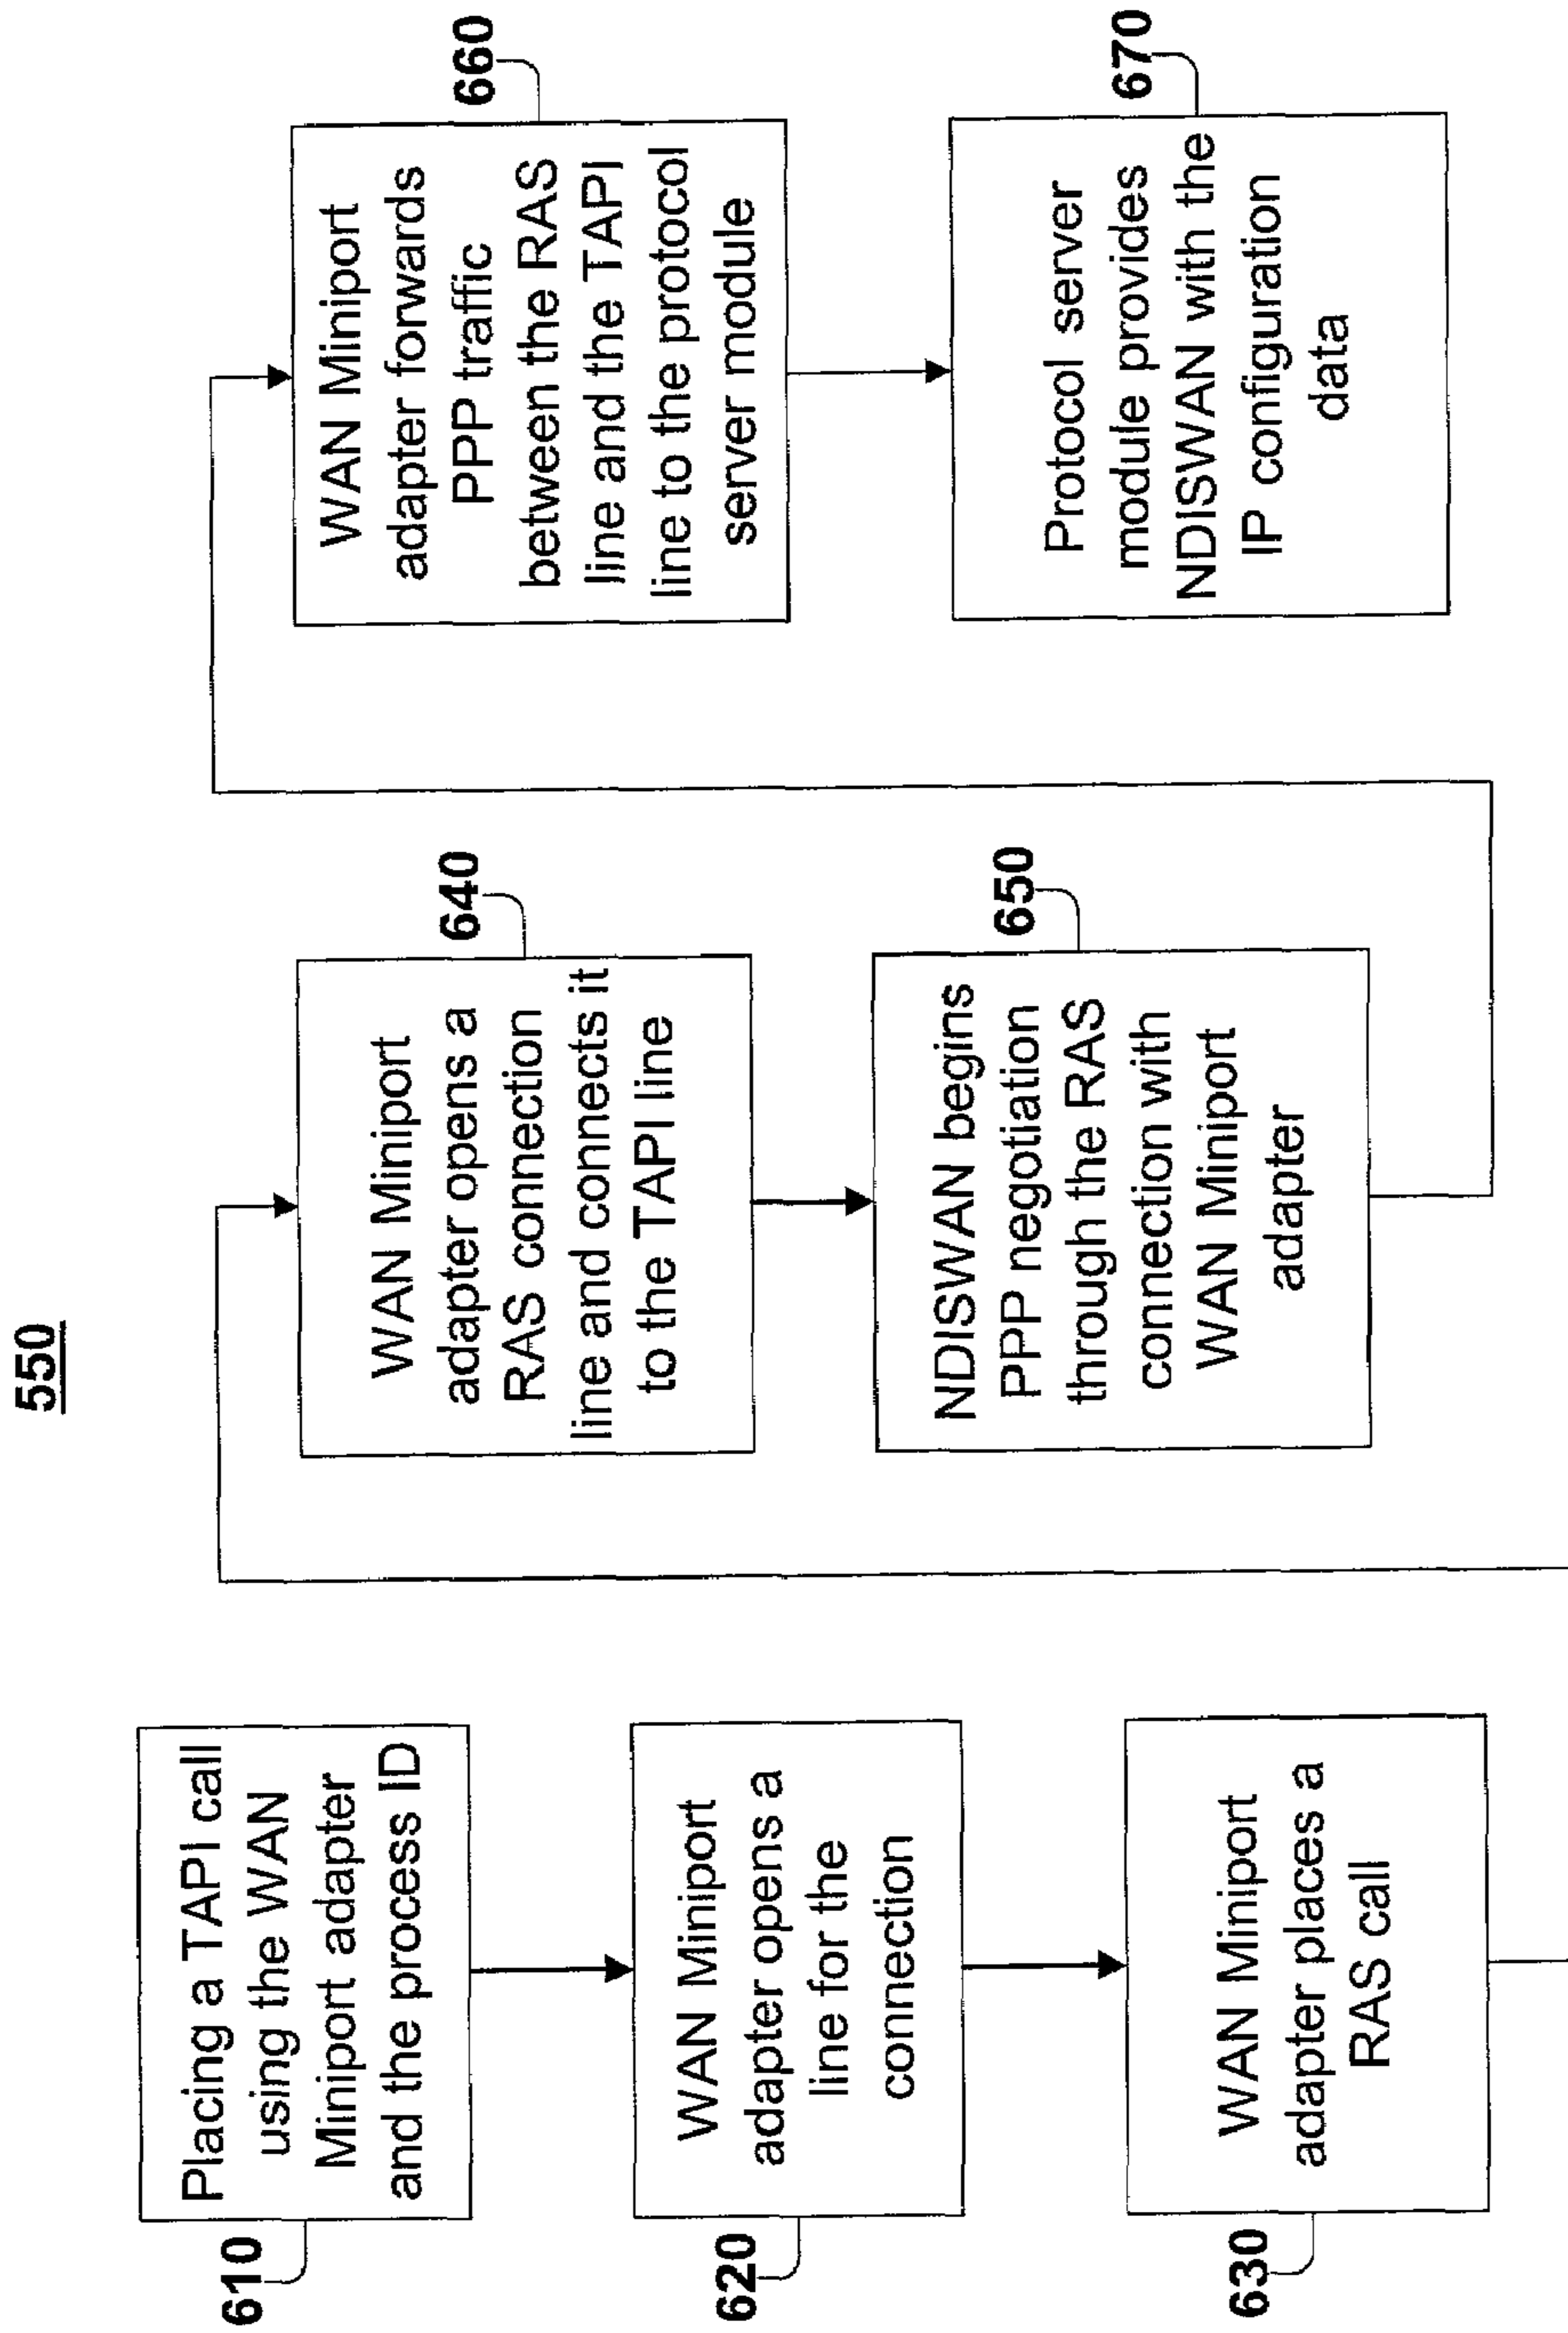 550
610
Placing a TAPI call
using the WAN
Miniport adapter
and the process ID
620
WAN Miniport
adapter opens a
line for the
connection
630
WAN Miniport
adapter places a
RAS call
640
WAN Miniport
adapter opens a
RAS connection
line and connects it
to the TAPI line
650
NDISWAN begins
PPP negotiation
through the RAS
connection with
WAN Miniport
adapter
660
WAN Miniport
adapter forwards
PPP traffic
between the RAS
line and the TAPI
line to the protocol
server module
670
Protocol server
module provides
NDISWAN with the
IP configuration
data